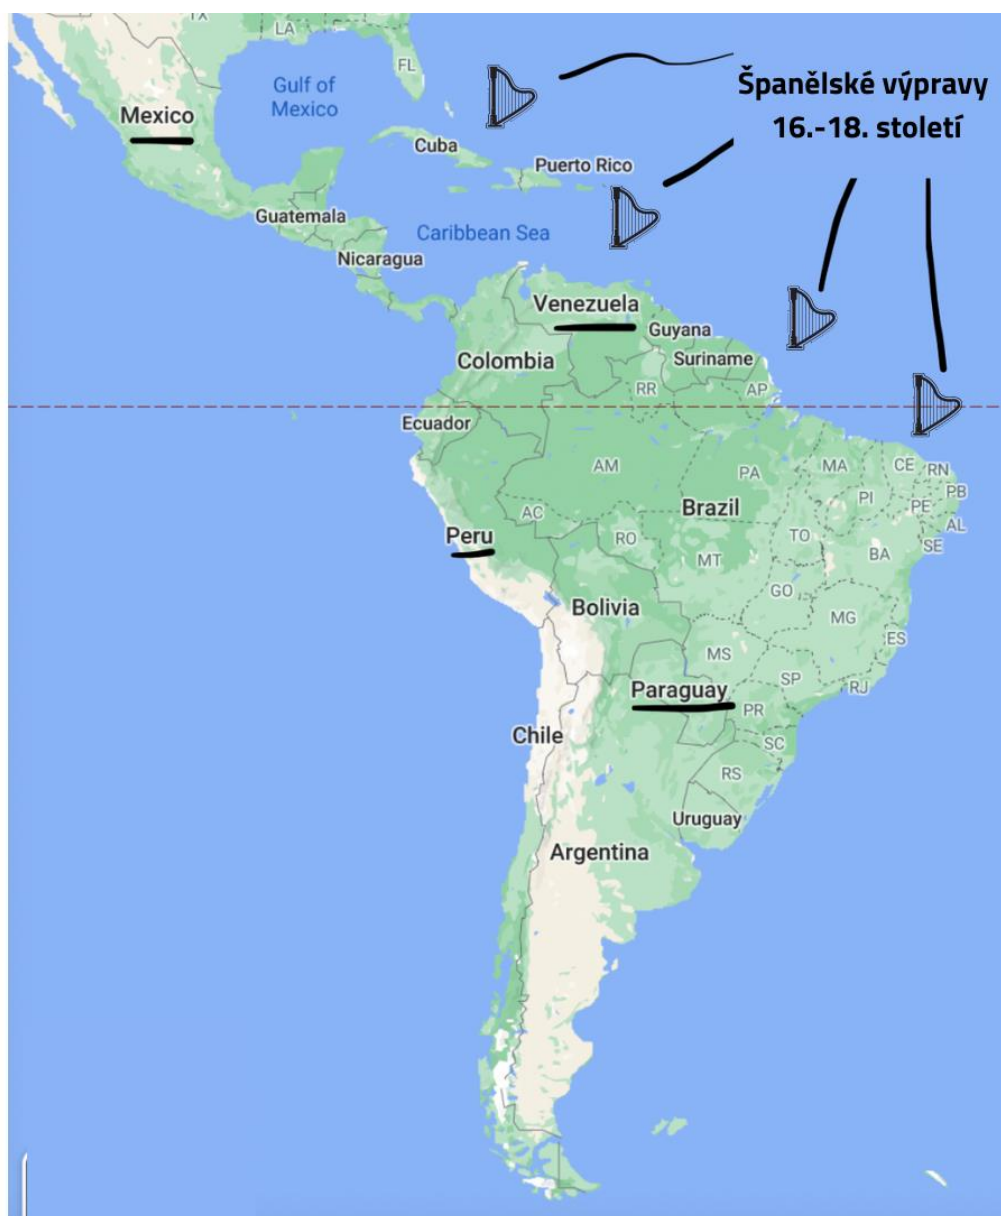 TX
LA
FL
Gulf of
Mexico
Španělské výpravy
16.-18. století
Mexico
Cuba
Puerto Rico
Guatemala
Caribbean Sea
Nicaragua
Venezuela
Guyana
Colombia
Suriname
RR
AP
Ecuador
AM
PA
MA
CE
RN
PB
PI
PE
AL
Brazil
AC
Peru
RO
TO
SE
BA
MT
GO
Bolivia
MG
ES
MS
SP
RJ
Paraguay
PR
Chile
SC
RS
Uruguay
Argentina